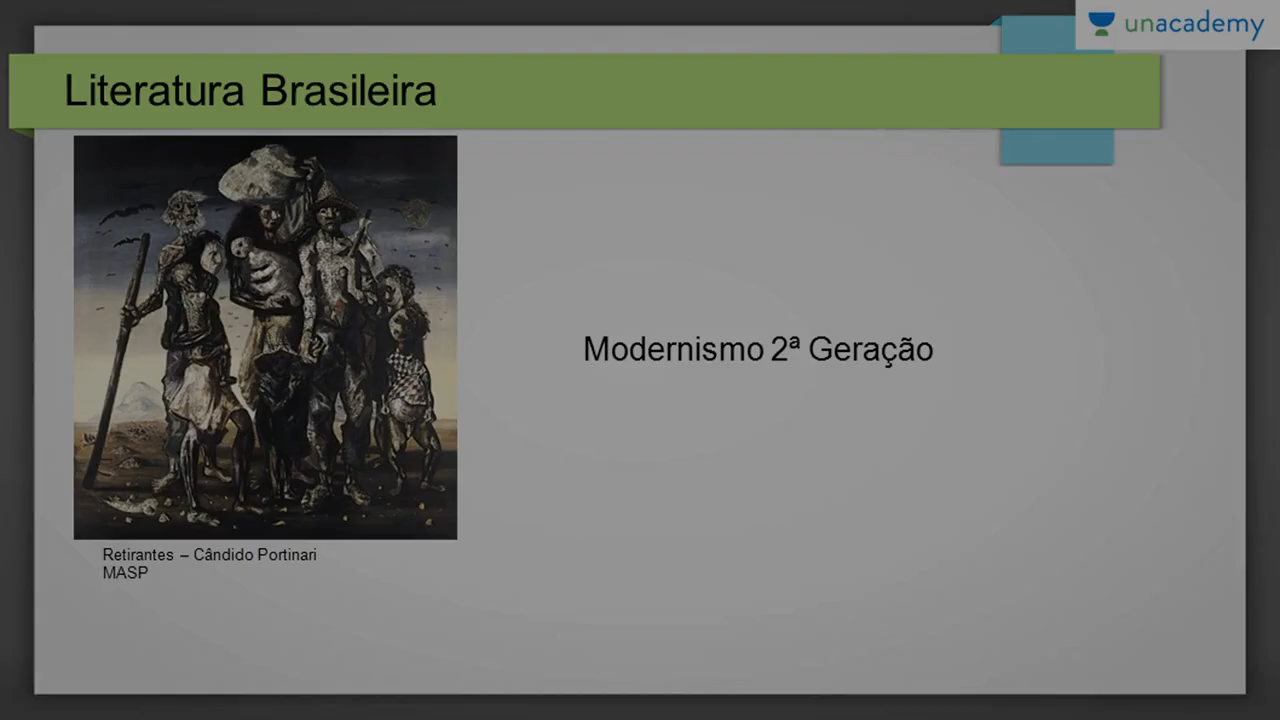 unacademy
Literatura Brasileira
Modernismo 2ª Geração
Retirantes – Cândido Portinari
MASP